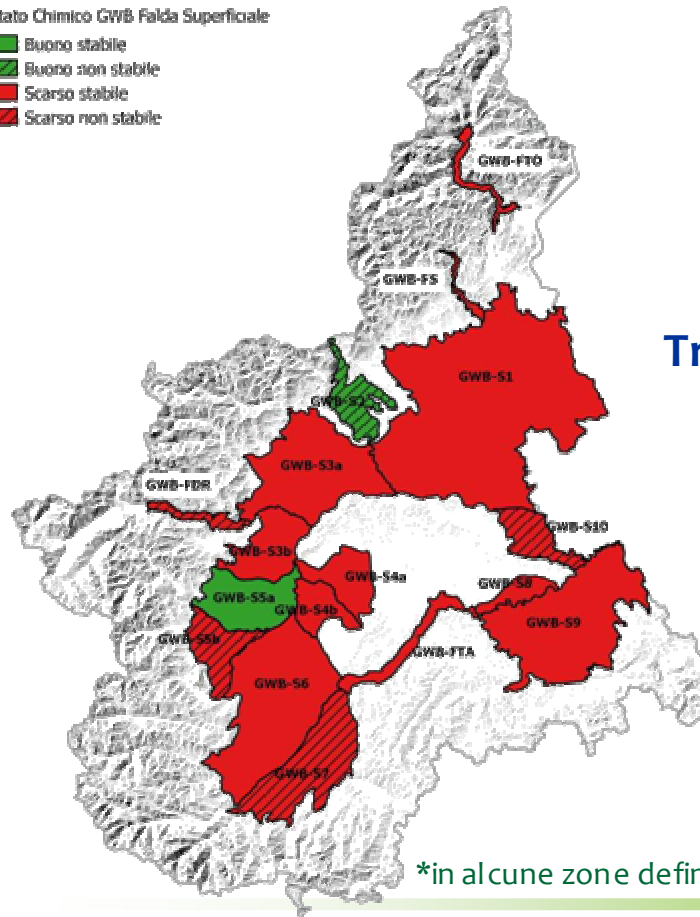 tato Chimico GWB Falda Superficiale
Buono stabile
Buono non stabile
Scarso stabile
Scarso non stabile
GWB-FTO
GWB-FS
Tr
GWB-S1
GWB-S2
GWB-S3a
GWB-FDR
GWB-S10
GWB-S3b
GWB-S4a
GWB-S8
GWB-S5a
GWB-S4b
GWB-S9
GWB-S5b
GWB-FTA
GWB-S6
GWB-S7
*in alcune zone defin